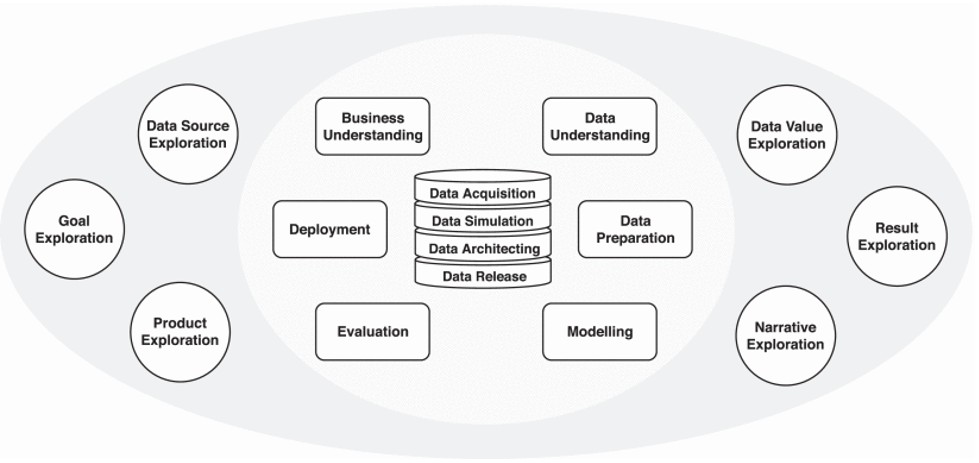 Data Source
Exploration
Goal
Exploration
Product
Exploration
Business
Understanding
Data
Understanding
Deployment
Data Acquisition
Data Simulation
Data Architecting
Data Release
Data
Preparation
Evaluation
Modelling
Data Value
Exploration
Result
Exploration
Narrative
Exploration